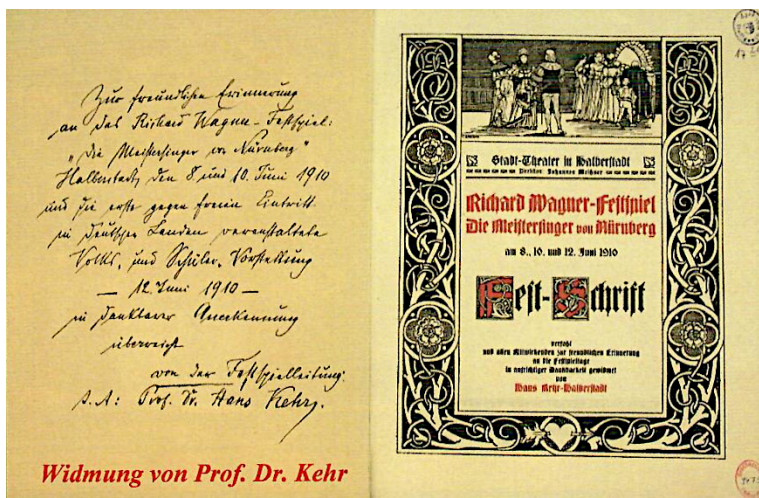 Zur freundlichen Erinnerung
an das Richard Wagner-Festspiel:
"Die Meistersinger von Nürnberg"
Halberstadt, den 8 und 10. Juni 1910
und die erste gegen freien Eintritt
in deutschen Landen veranstaltete
Volks- und Schüler-Vorstellung
— 12 Juni 1910 —
in dankbarer Anerkennung
überreicht
von der Festspielleitung:
Prof. Dr. Hans Kehr.
Widmung von Prof. Dr. Kehr
Stadt-Theater in Halberstadt
Direktor Johannes Meißner
Richard Wagner-Festspiel
Die Meistersinger von Nürnberg
am 8., 10. und 12. Juni 1910
Fest-Schrift
verfaßt
und allen Mitwirkenden zur freundlichen Erinnerung
an die Festspieltage
in aufrichtiger Dankbarkeit gewidmet
von
Hans Kehr-Halberstadt